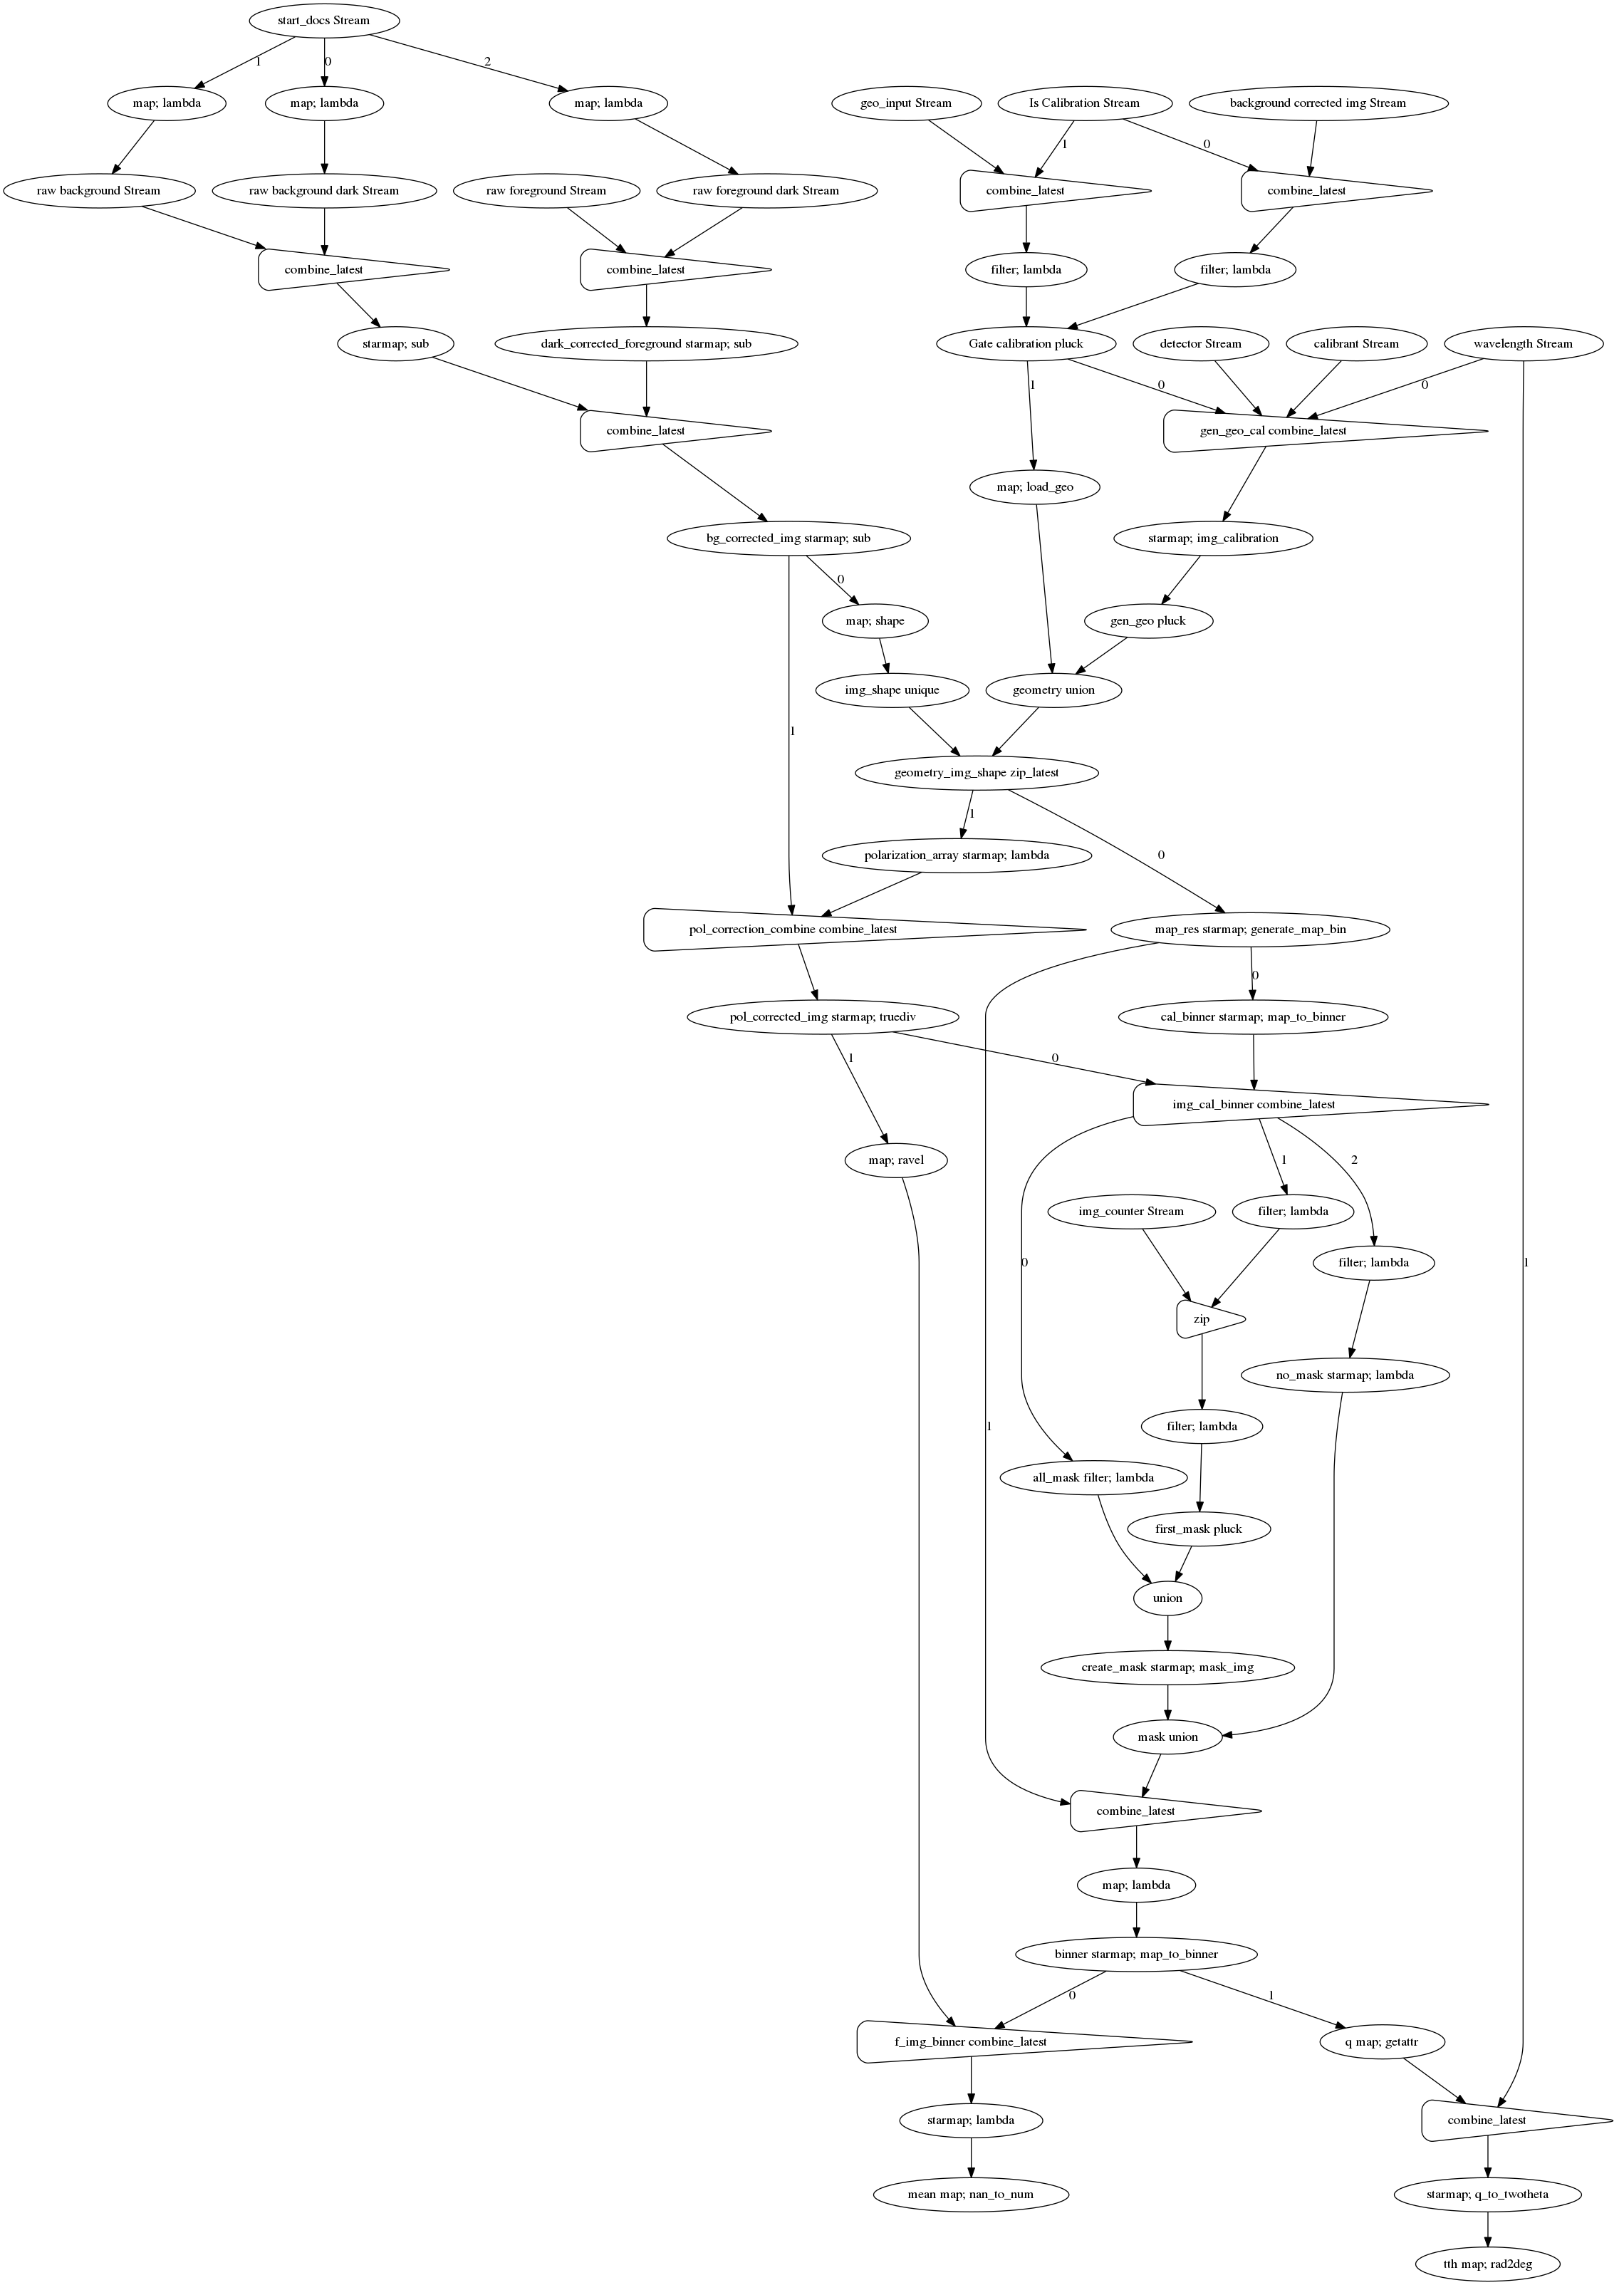 start_docs Stream
1
0
2
map; lambda
map; lambda
map; lambda
geo_input Stream
Is Calibration Stream
background corrected img Stream
1
0
raw background Stream
raw background dark Stream
raw foreground Stream
raw foreground dark Stream
combine_latest
combine_latest
combine_latest
combine_latest
filter; lambda
filter; lambda
starmap; sub
dark_corrected_foreground starmap; sub
Gate calibration pluck
detector Stream
calibrant Stream
wavelength Stream
1
0
0
combine_latest
gen_geo_cal combine_latest
map; load_geo
bg_corrected_img starmap; sub
starmap; img_calibration
0
map; shape
gen_geo pluck
img_shape unique
geometry union
1
geometry_img_shape zip_latest
1
polarization_array starmap; lambda
0
pol_correction_combine combine_latest
map_res starmap; generate_map_bin
0
pol_corrected_img starmap; truediv
cal_binner starmap; map_to_binner
1
0
img_cal_binner combine_latest
map; ravel
1
2
img_counter Stream
filter; lambda
0
filter; lambda
1
zip
no_mask starmap; lambda
1
filter; lambda
all_mask filter; lambda
first_mask pluck
union
create_mask starmap; mask_img
mask union
combine_latest
map; lambda
binner starmap; map_to_binner
0
1
f_img_binner combine_latest
q map; getattr
starmap; lambda
combine_latest
mean map; nan_to_num
starmap; q_to_twotheta
tth map; rad2deg